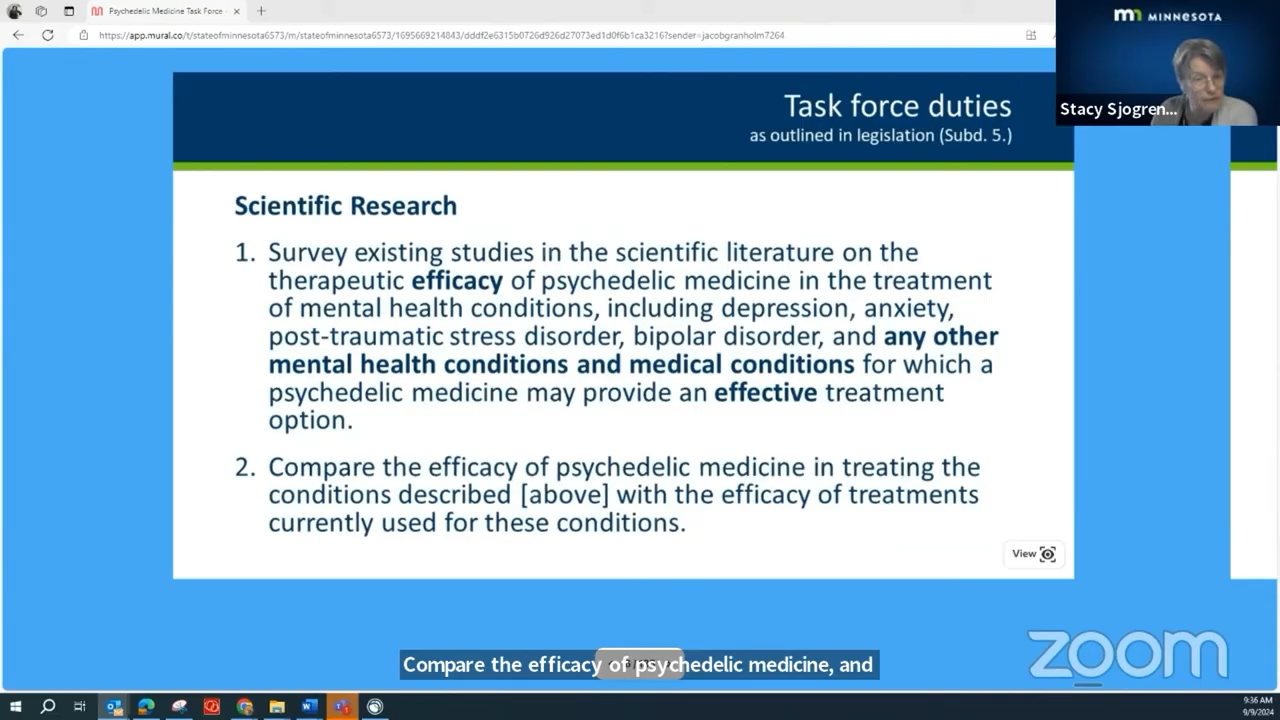 Psychedelic Medicine Task Force
https://app.mural.co/t/stateofminnesota6573/m/stateofminnesota6573/1695669214843/dddf2e6315b0726d926d27073ed1d0f6b1ca3216?sender=jacobgranholm7264
MINNESOTA
Stacy Sjogren...
Task force duties
as outlined in legislation (Subd. 5.)
Scientific Research
1. Survey existing studies in the scientific literature on the
therapeutic efficacy of psychedelic medicine in the treatment
of mental health conditions, including depression, anxiety,
post-traumatic stress disorder, bipolar disorder, and any other
mental health conditions and medical conditions for which a
psychedelic medicine may provide an effective treatment
option.
2. Compare the efficacy of psychedelic medicine in treating the
conditions described [above] with the efficacy of treatments
currently used for these conditions.
View
zoom
Compare the efficacy of psychedelic medicine, and
9:36 AM
9/9/2024